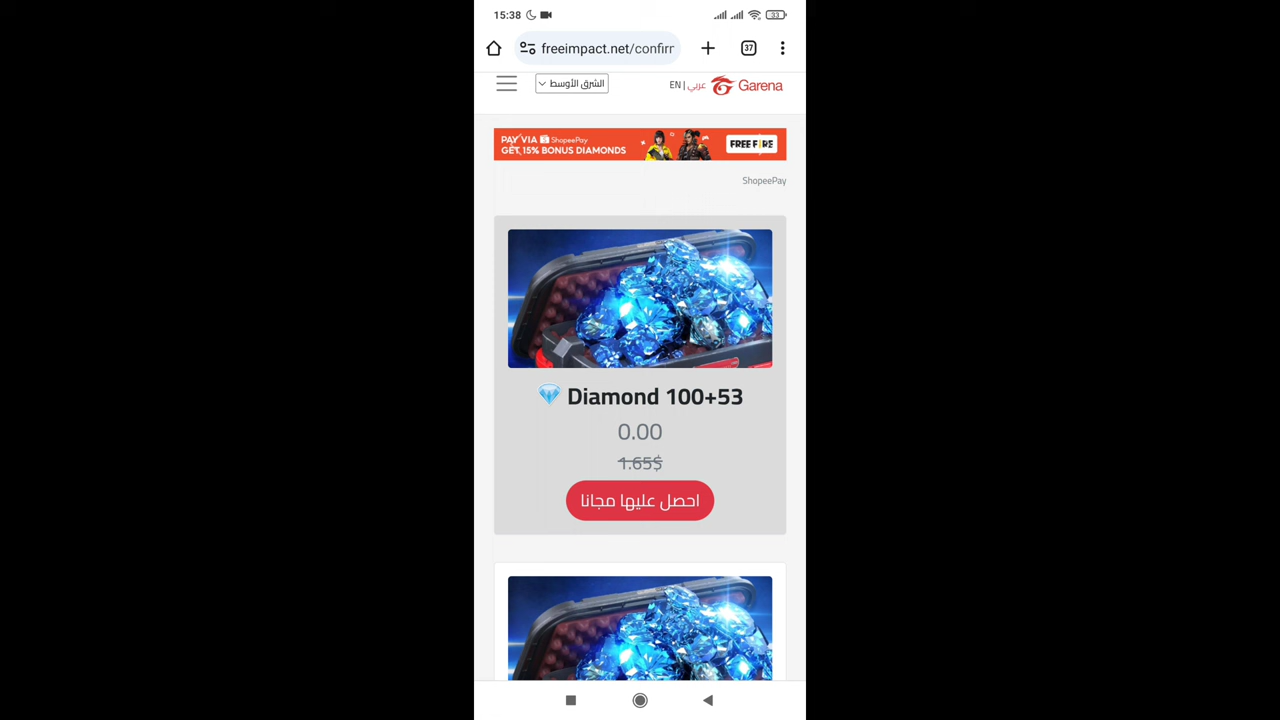 15:38
33
freeimpact.net/confirr
37
الشرق الأوسط
EN | عربي
Garena
PAY VIA ShopeePay
GET 15% BONUS DIAMONDS
FREE FIRE
ShopeePay
Diamond 100+53
0.00
1.65$
احصل عليها مجانا